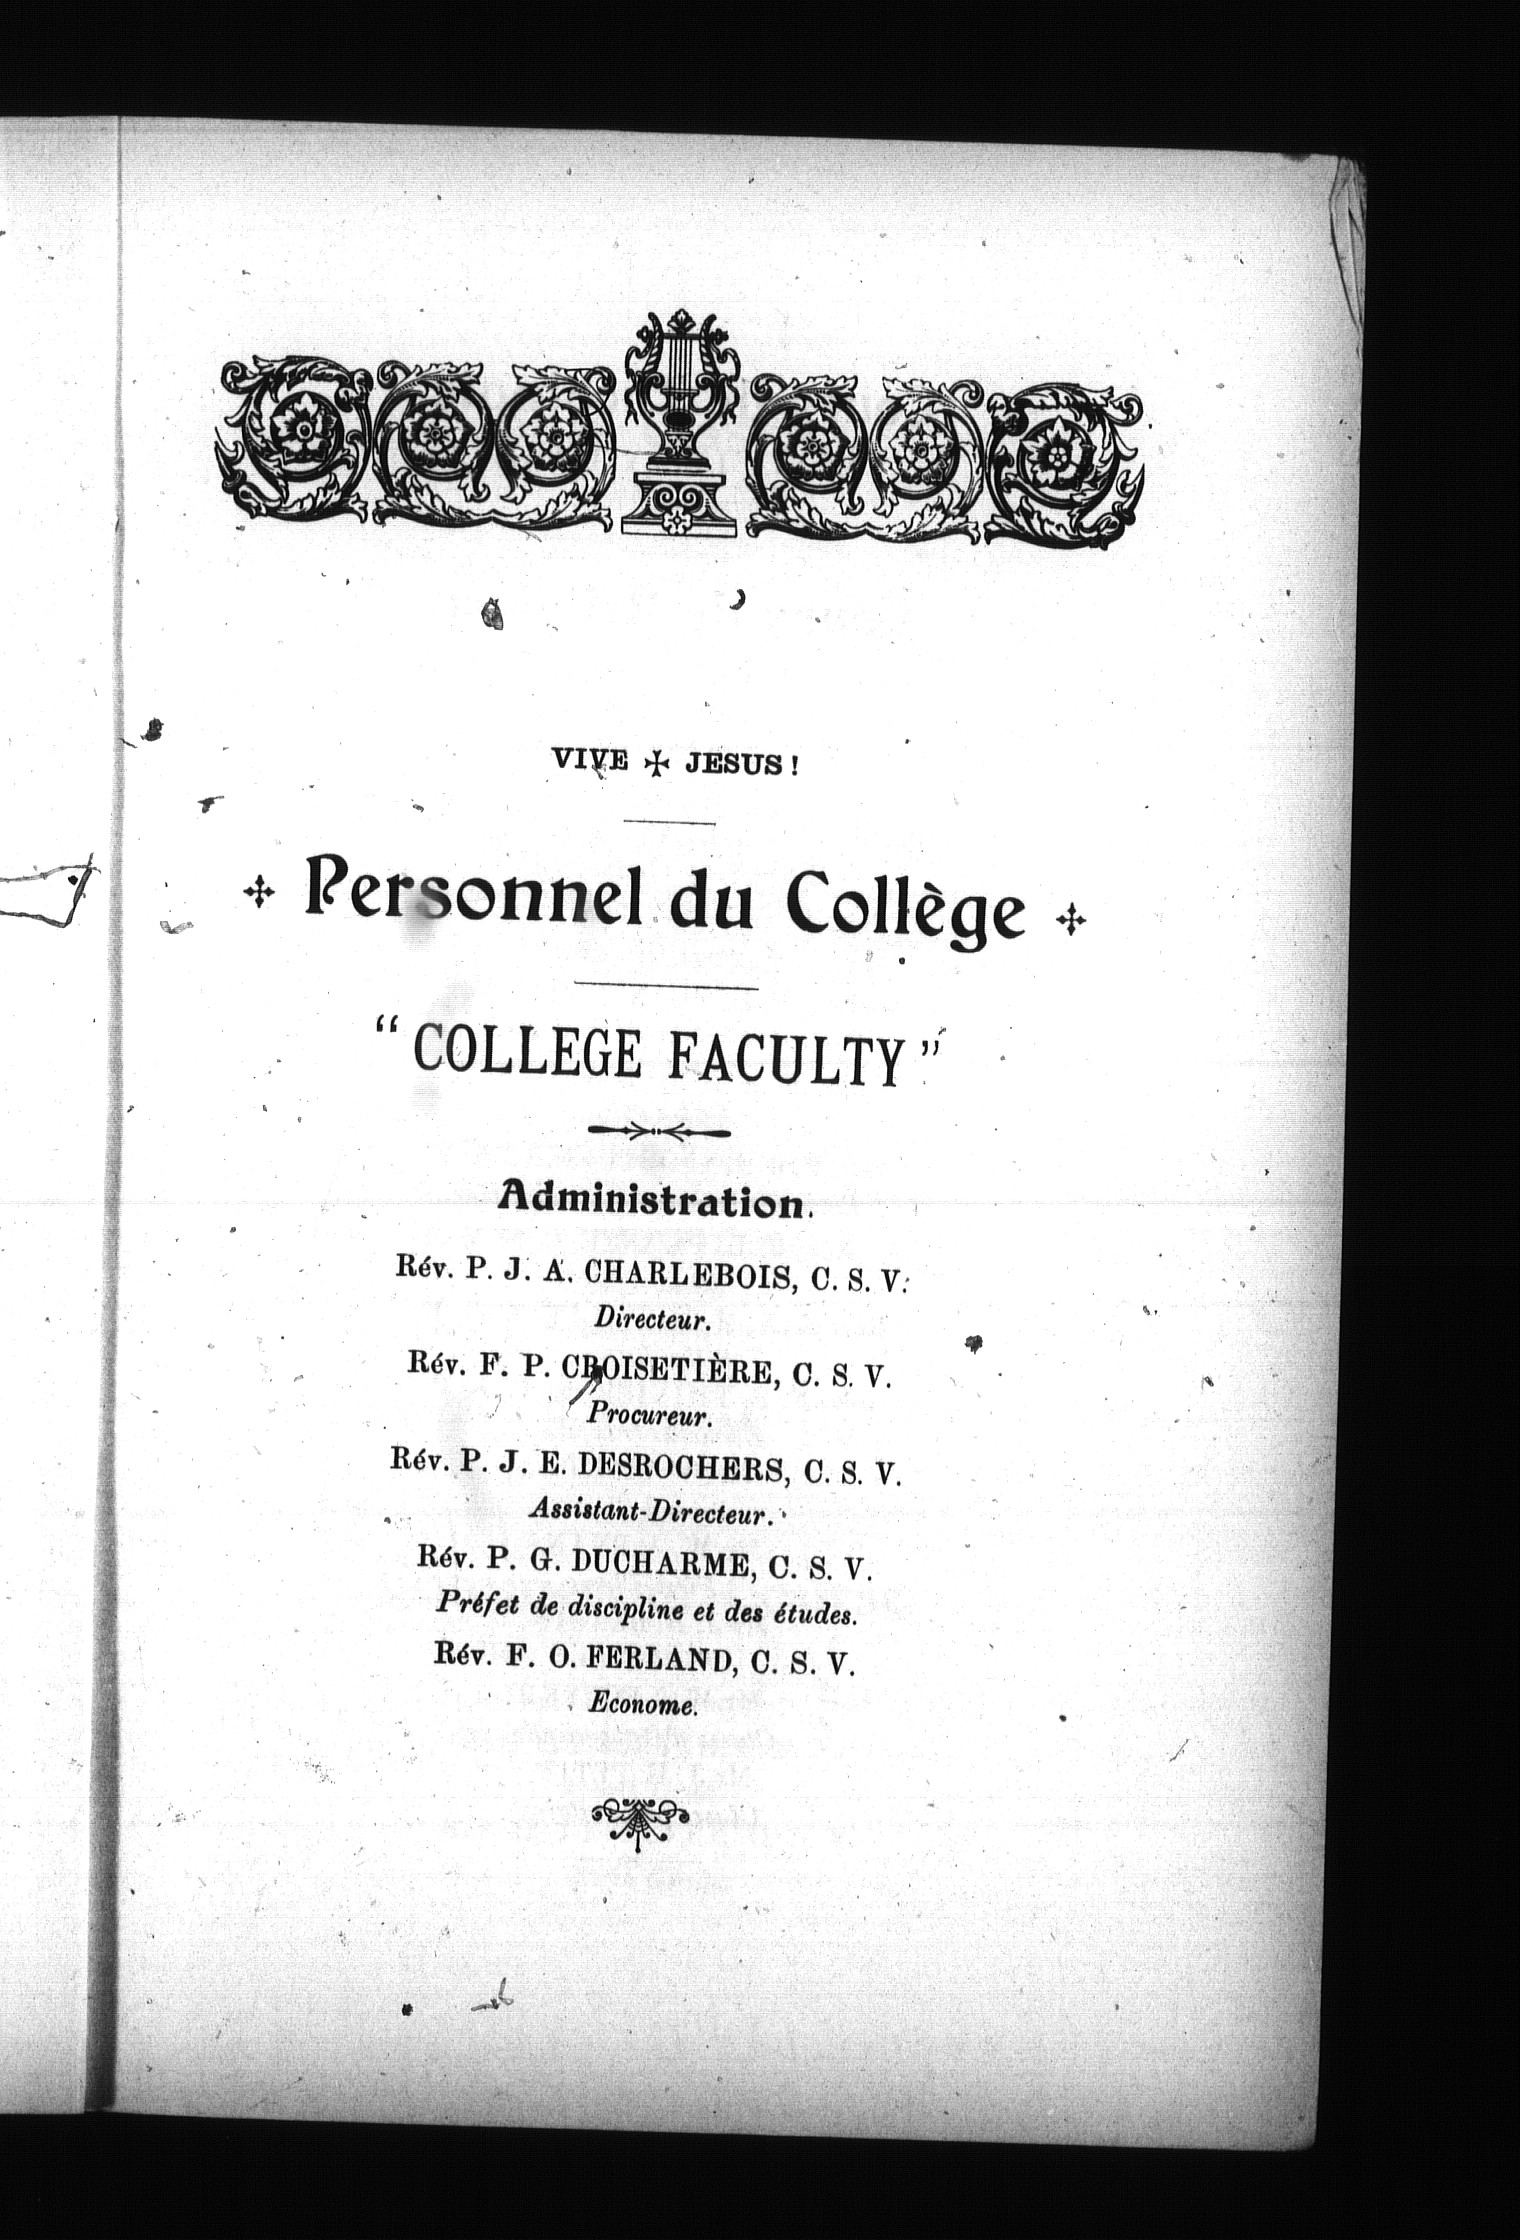 VIVE ✠ JESUS !
✣ Personnel du Collège ✣
“ COLLEGE FACULTY ”
Administration.
Rév. P. J. A. CHARLEBOIS, C. S. V.
Directeur.
Rév. F. P. CROISETIÈRE, C. S. V.
Procureur.
Rév. P. J. E. DESROCHERS, C. S. V.
Assistant-Directeur.
Rév. P. G. DUCHARME, C. S. V.
Préfet de discipline et des études.
Rév. F. O. FERLAND, C. S. V.
Econome.